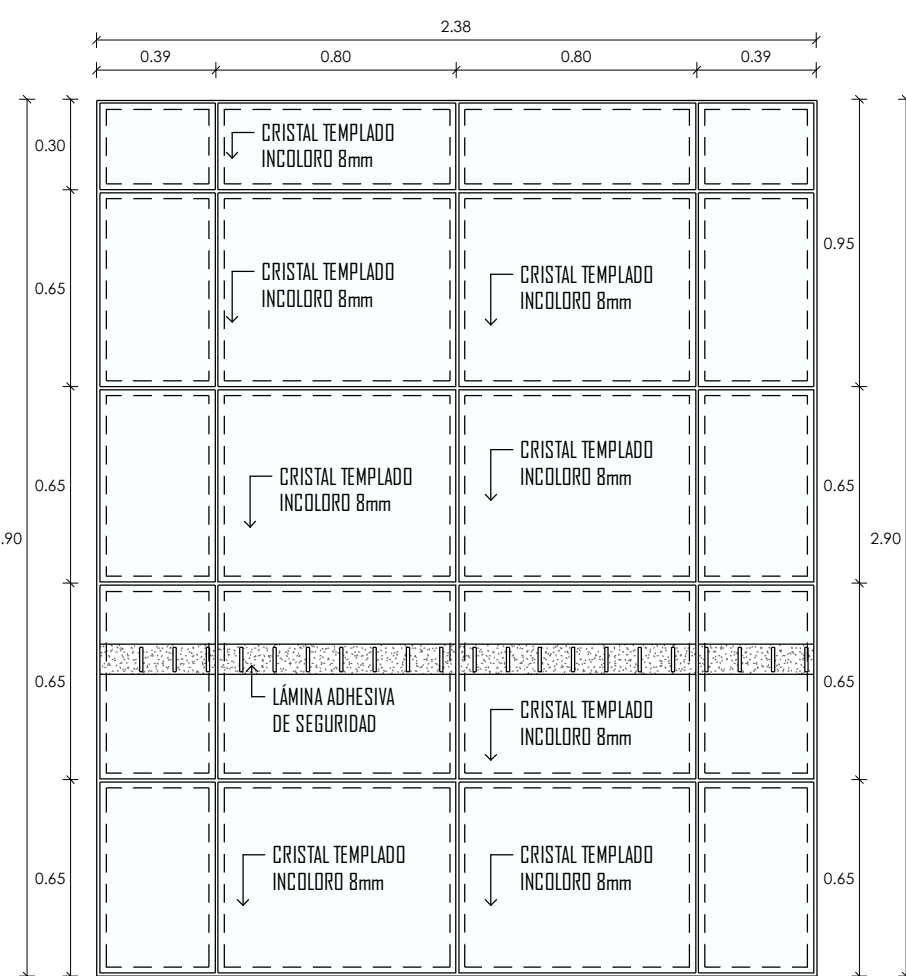 2.38
0.39 0.80 0.80 0.39
0.30
CRISTAL TEMPLADO
INCOLORO 8mm
0.65
0.95
CRISTAL TEMPLADO
INCOLORO 8mm
CRISTAL TEMPLADO
INCOLORO 8mm
0.65
0.65
CRISTAL TEMPLADO
INCOLORO 8mm
CRISTAL TEMPLADO
INCOLORO 8mm
.90
2.90
0.65
0.65
LÁMINA ADHESIVA
DE SEGURIDAD
CRISTAL TEMPLADO
INCOLORO 8mm
0.65
0.65
CRISTAL TEMPLADO
INCOLORO 8mm
CRISTAL TEMPLADO
INCOLORO 8mm